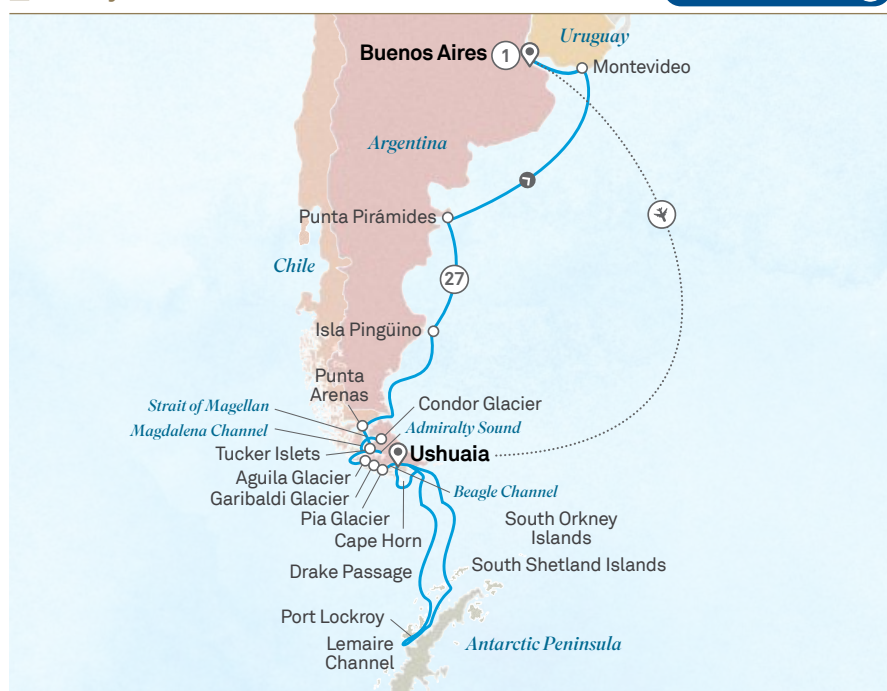 Uruguay
Buenos Aires 1
Montevideo
Argentina
Punta Pirámides
Chile
27
Isla Pingüino
Punta
Arenas
Strait of Magellan
Condor Glacier
Magdalena Channel
Admiralty Sound
Tucker Islets
Ushuaia
Aguila Glacier
Garibaldi Glacier
Beagle Channel
Pia Glacier
South Orkney
Islands
Cape Horn
South Shetland Islands
Drake Passage
Port Lockroy
Lemaire
Channel
Antarctic Peninsula